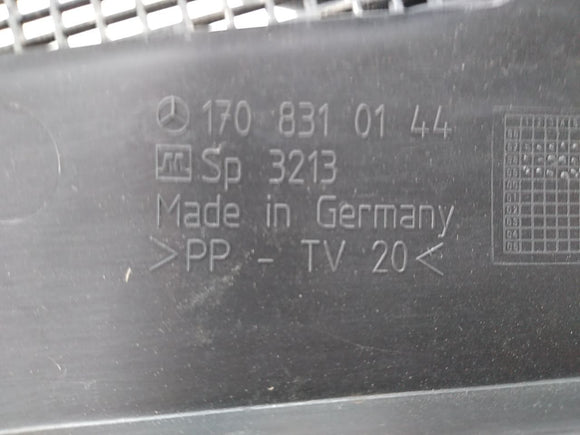 170 831 01 44
Sp 3213
Made in Germany
>PP - TV 20<